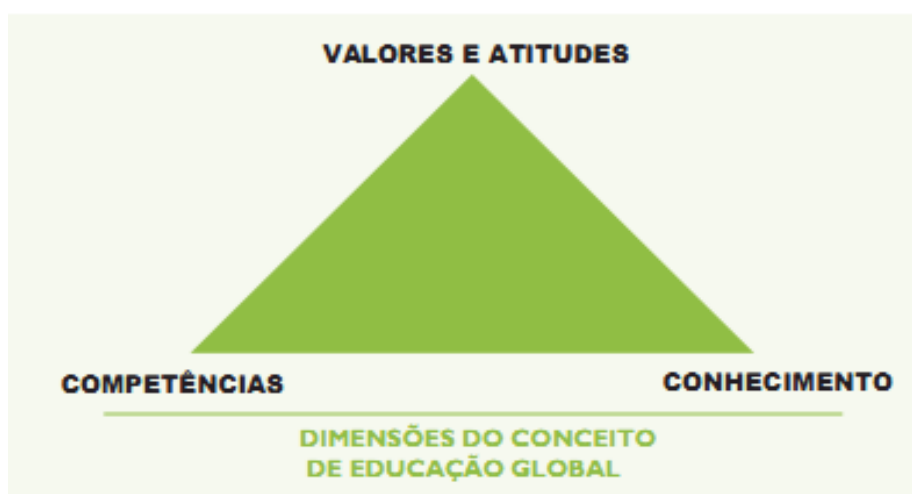 VALORES E ATITUDES
COMPETÊNCIAS
CONHECIMENTO
DIMENSÕES DO CONCEITO
DE EDUCAÇÃO GLOBAL